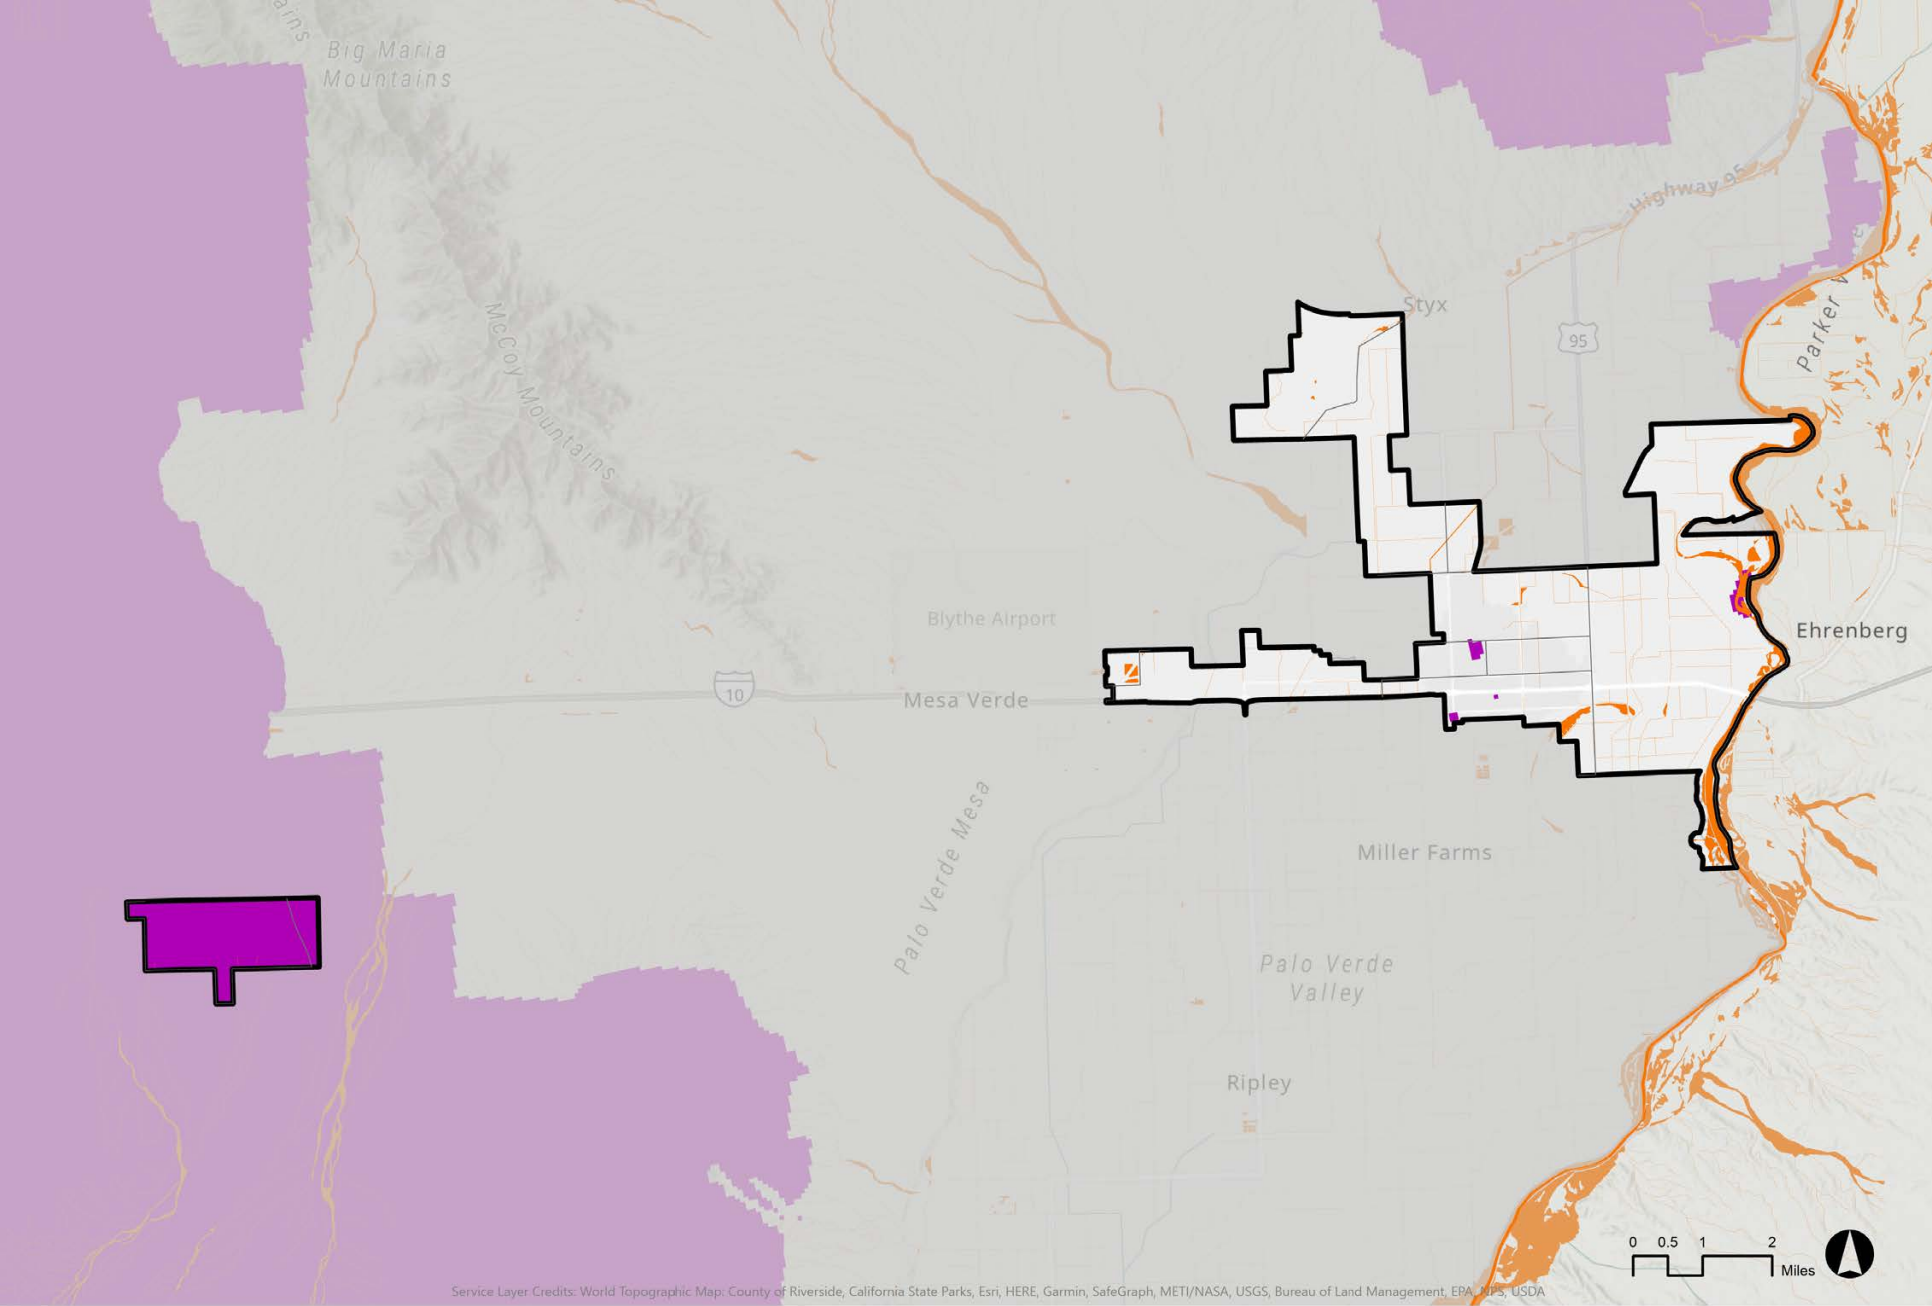 Big Maria
Mountains
Highway 95
McCoy Mountains
Styx
95
Parker V
Blythe Airport
Ehrenberg
10
Mesa Verde
Palo Verde Mesa
Miller Farms
Palo Verde
Valley
Ripley
0 0.5 1 2
Miles
Service Layer Credits: World Topographic Map: County of Riverside, California State Parks, Esri, HERE, Garmin, SafeGraph, METI/NASA, USGS, Bureau of Land Management, EPA, NPS, USDA